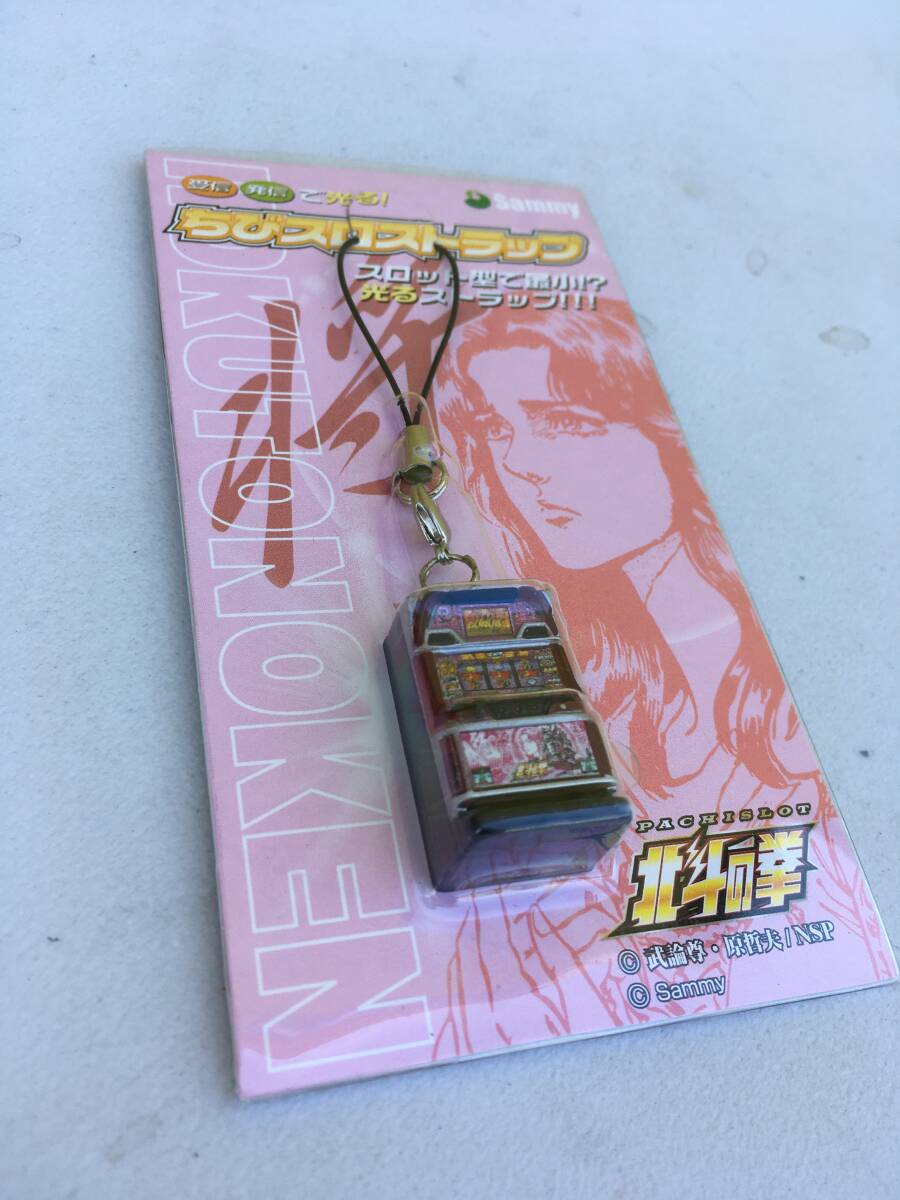 受信 発信 で光る!
Sammy
ちびスロストラップ
スロット型で最小!?
光るストラップ!!!
HOKUTONOKEN
PACHISLOT
北斗の拳
© 武論尊・原哲夫/NSP
© Sammy